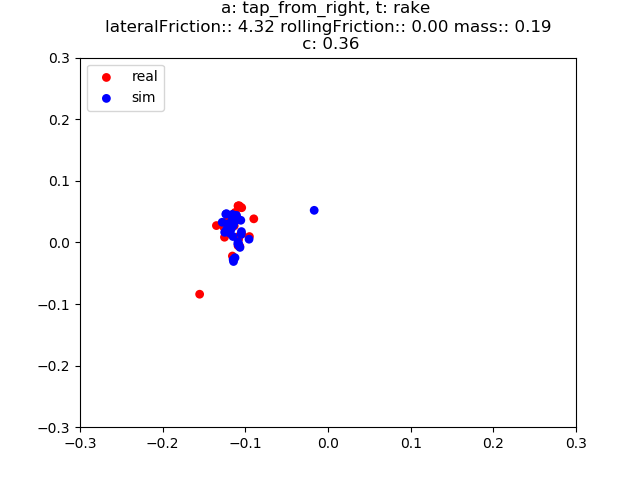 a: tap_from_right, t: rake
lateralFriction:: 4.32 rollingFriction:: 0.00 mass:: 0.19
c: 0.36
real
sim
0.3
0.2
0.1
0.0
−0.1
−0.2
−0.3
−0.3 −0.2 −0.1 0.0 0.1 0.2 0.3